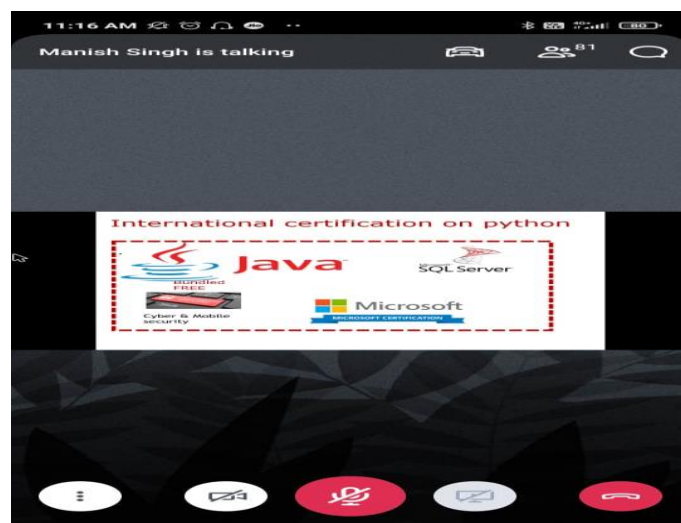 11:16 AM
80
Manish Singh is talking
81
International certification on python
Java
SQL Server
Bundled
FREE
Microsoft
Cyber & Mobile
security
MICROSOFT CERTIFICATION